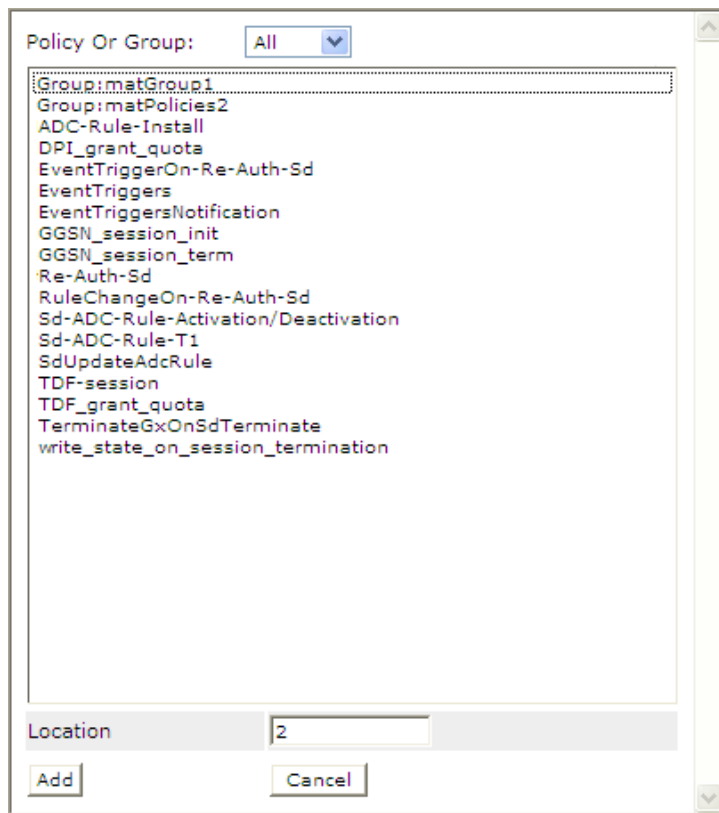 Policy Or Group: All
Group:matGroup1
Group:matPolicies2
ADC-Rule-Install
DPI_grant_quota
EventTriggerOn-Re-Auth-Sd
EventTriggers
EventTriggersNotification
GGSN_session_init
GGSN_session_term
Re-Auth-Sd
RuleChangeOn-Re-Auth-Sd
Sd-ADC-Rule-Activation/Deactivation
Sd-ADC-Rule-T1
SdUpdateAdcRule
TDF-session
TDF_grant_quota
TerminateGxOnSdTerminate
write_state_on_session_termination
Location 2
Add Cancel